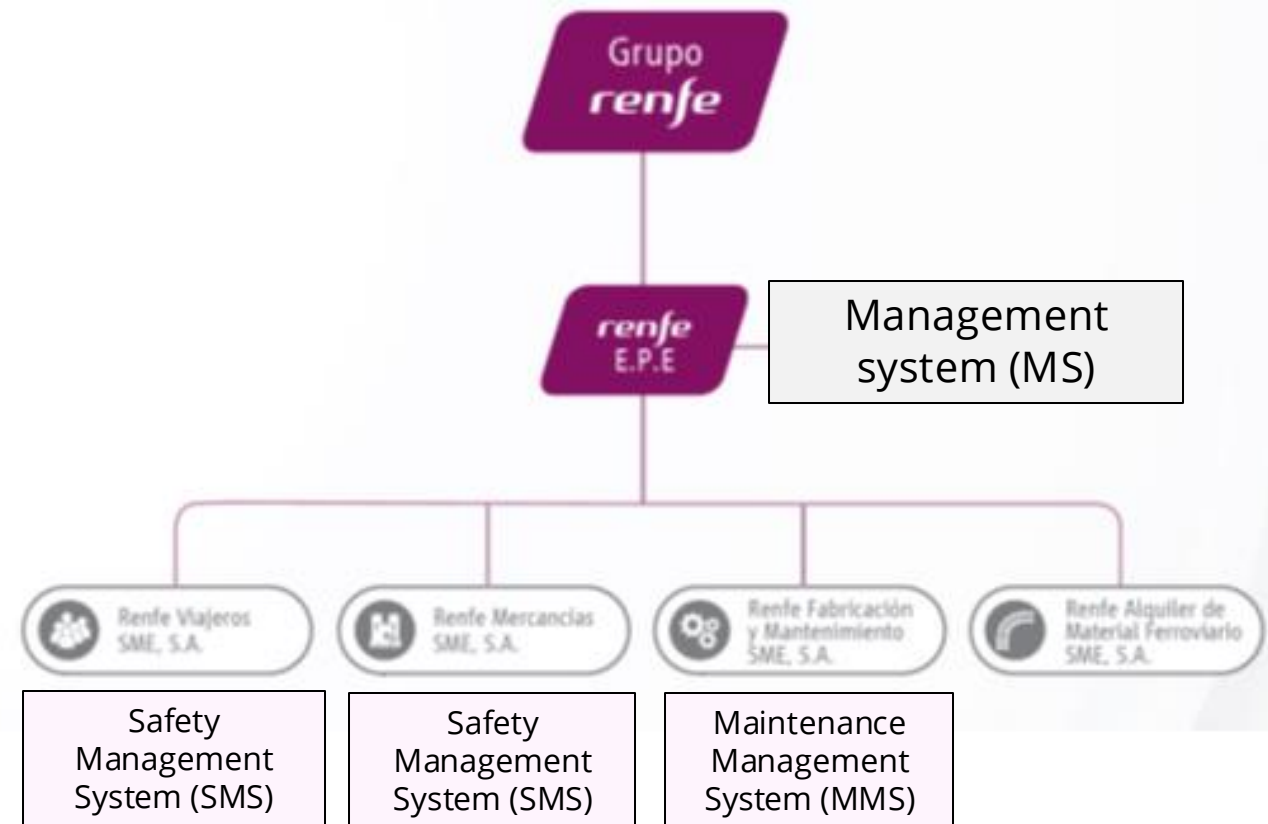 Grupo
renfe
renfe
E.P.E
Management
system (MS)
Renfe Viajeros
SME, S.A.
Renfe Mercancías
SME, S.A.
Renfe Fabricación
y Mantenimiento
SME, S.A.
Renfe Alquiler de
Material Ferroviario
SME, S.A.
Safety
Management
System (SMS)
Safety
Management
System (SMS)
Maintenance
Management
System (MMS)